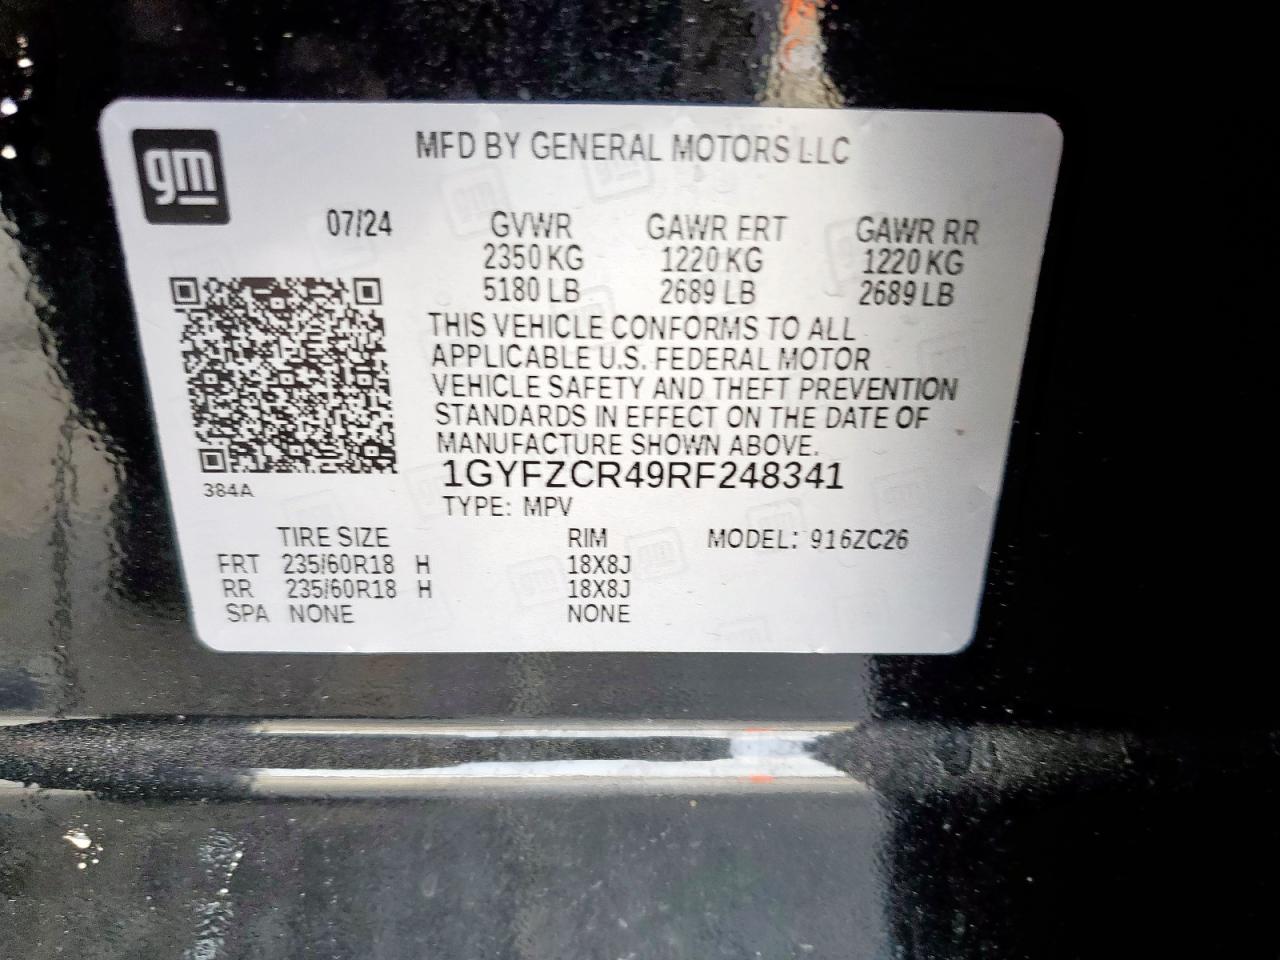 gm
MFD BY GENERAL MOTORS LLC
07/24 GVWR GAWR FRT GAWR RR
2350 KG 1220 KG 1220 KG
5180 LB 2689 LB 2689 LB
THIS VEHICLE CONFORMS TO ALL
APPLICABLE U.S. FEDERAL MOTOR
VEHICLE SAFETY AND THEFT PREVENTION
STANDARDS IN EFFECT ON THE DATE OF
MANUFACTURE SHOWN ABOVE.
1GYFZCR49RF248341
384A
TYPE: MPV
TIRE SIZE RIM MODEL: 916ZC26
FRT 235/60R18 H 18X8J
RR 235/60R18 H 18X8J
SPA NONE NONE